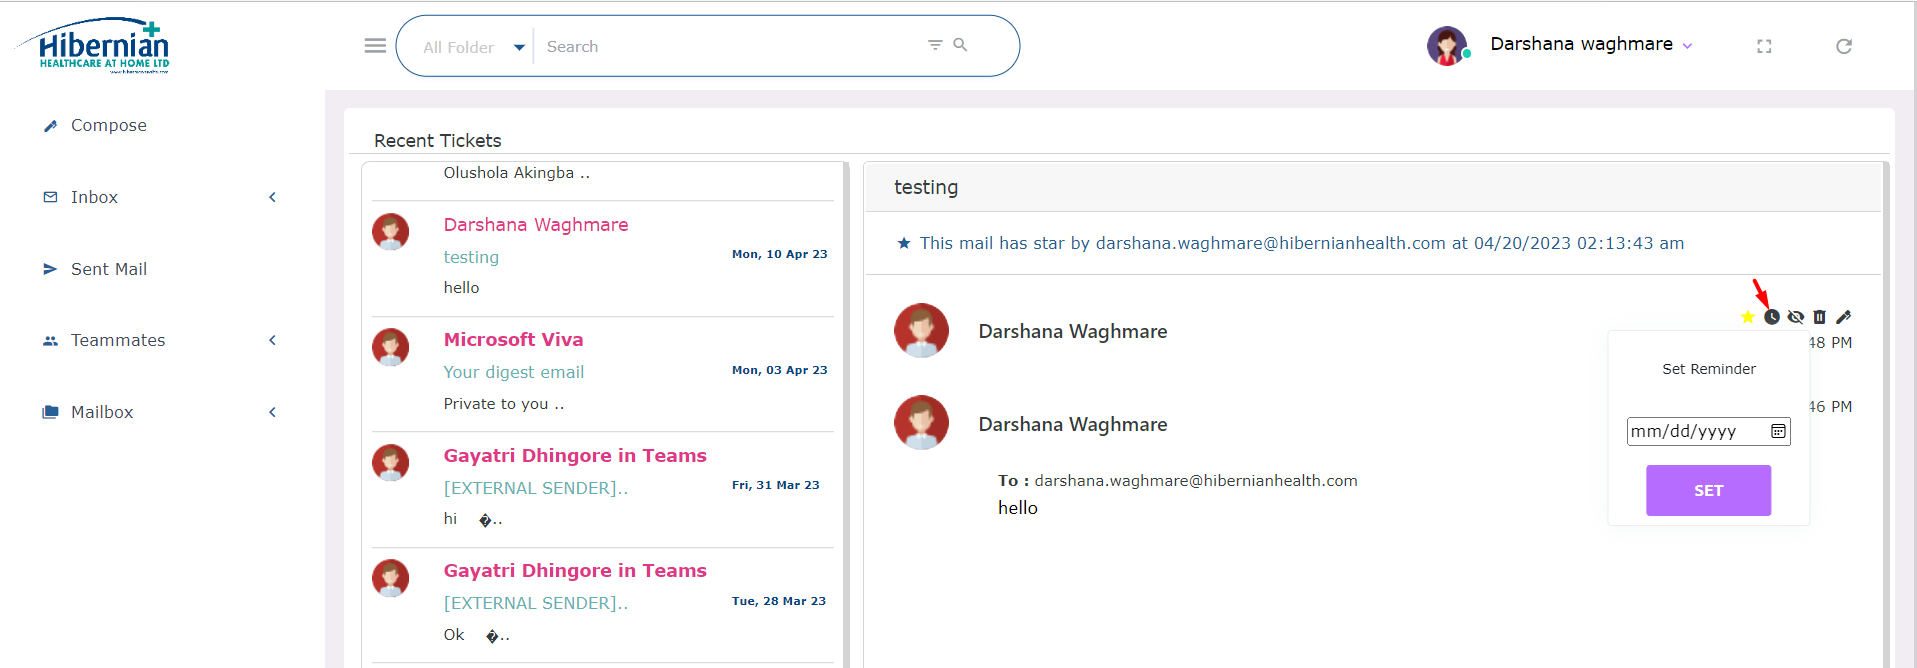 Hibernian
HEALTHCARE AT HOME LTD
All Folder
Search
Darshana waghmare
Compose
Inbox
Sent Mail
Teammates
Mailbox
Recent Tickets
Olushola Akingba ..
Darshana Waghmare
testing
Mon, 10 Apr 23
hello
Microsoft Viva
Your digest email
Mon, 03 Apr 23
Private to you ..
Gayatri Dhingore in Teams
[EXTERNAL SENDER]..
Fri, 31 Mar 23
hi �..
Gayatri Dhingore in Teams
[EXTERNAL SENDER]..
Tue, 28 Mar 23
Ok �..
testing
This mail has star by darshana.waghmare@hibernianhealth.com at 04/20/2023 02:13:43 am
Darshana Waghmare
48 PM
Set Reminder
mm/dd/yyyy
SET
Darshana Waghmare
46 PM
To : darshana.waghmare@hibernianhealth.com
hello